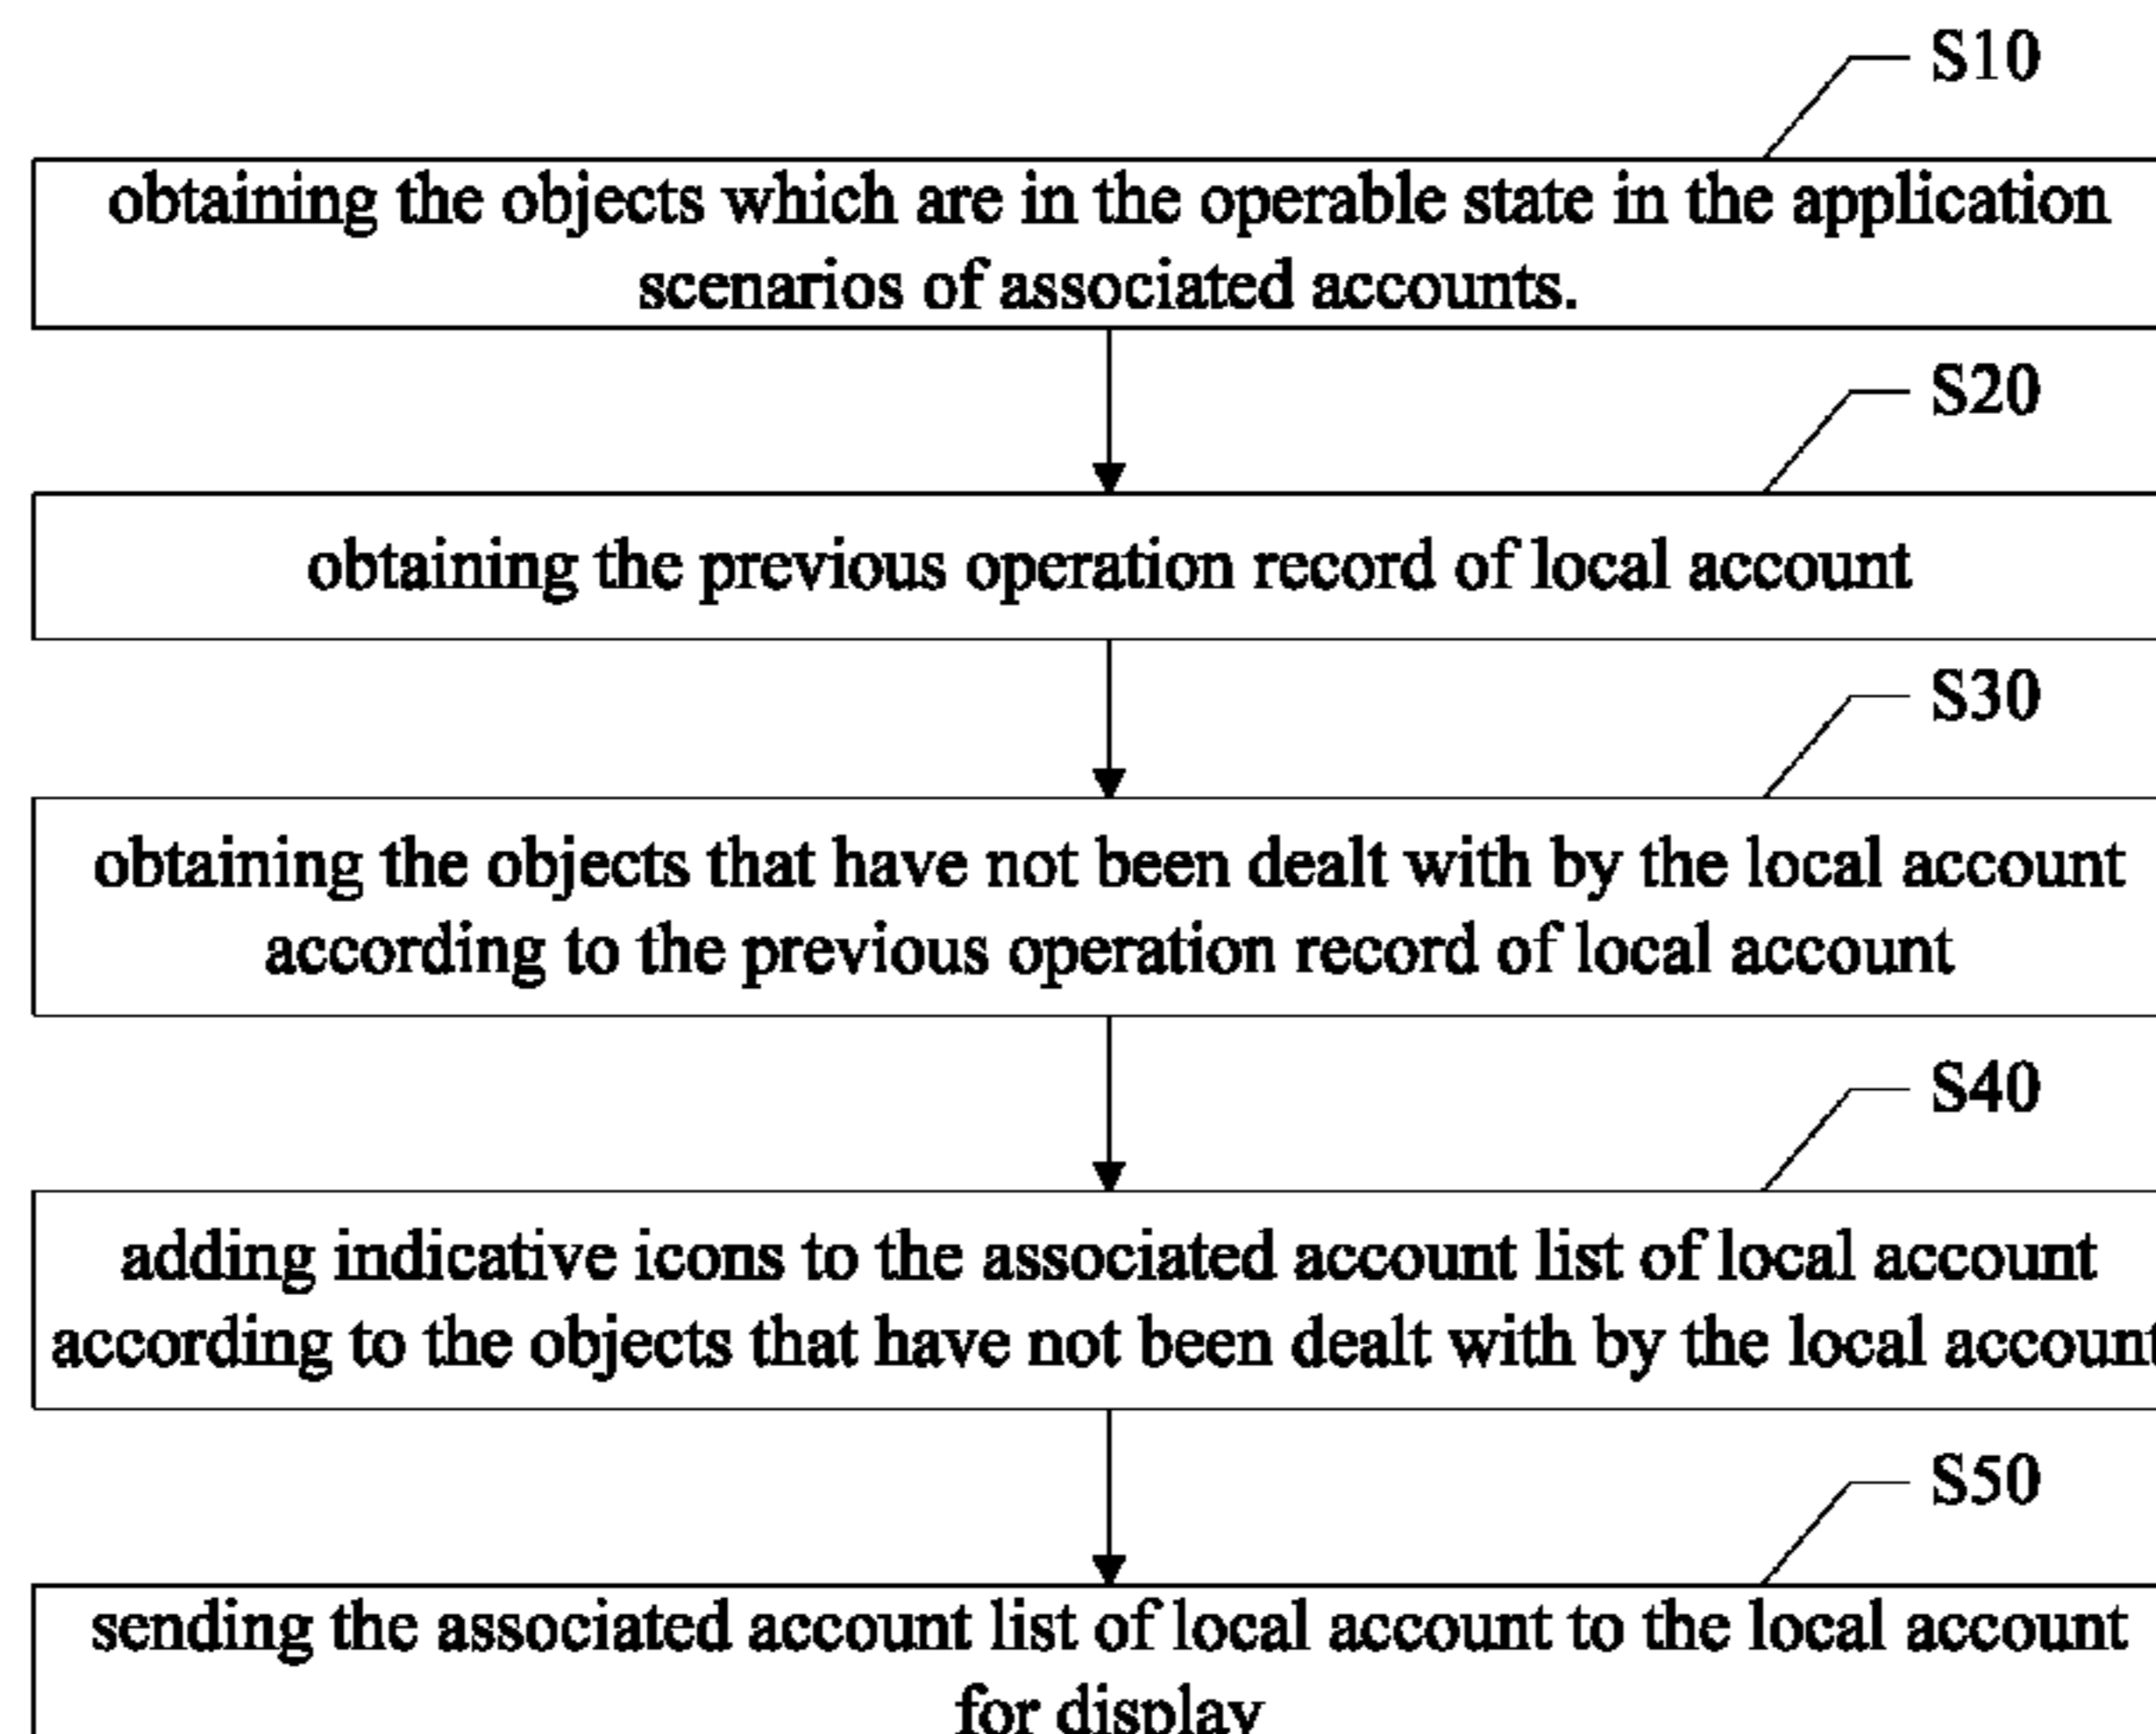 S10
obtaining the objects which are in the operable state in the application
scenarios of associated accounts.
S20
obtaining the previous operation record of local account
S30
obtaining the objects that have not been dealt with by the local account
according to the previous operation record of local account
S40
adding indicative icons to the associated account list of local account
according to the objects that have not been dealt with by the local account
S50
sending the associated account list of local account to the local account
for display